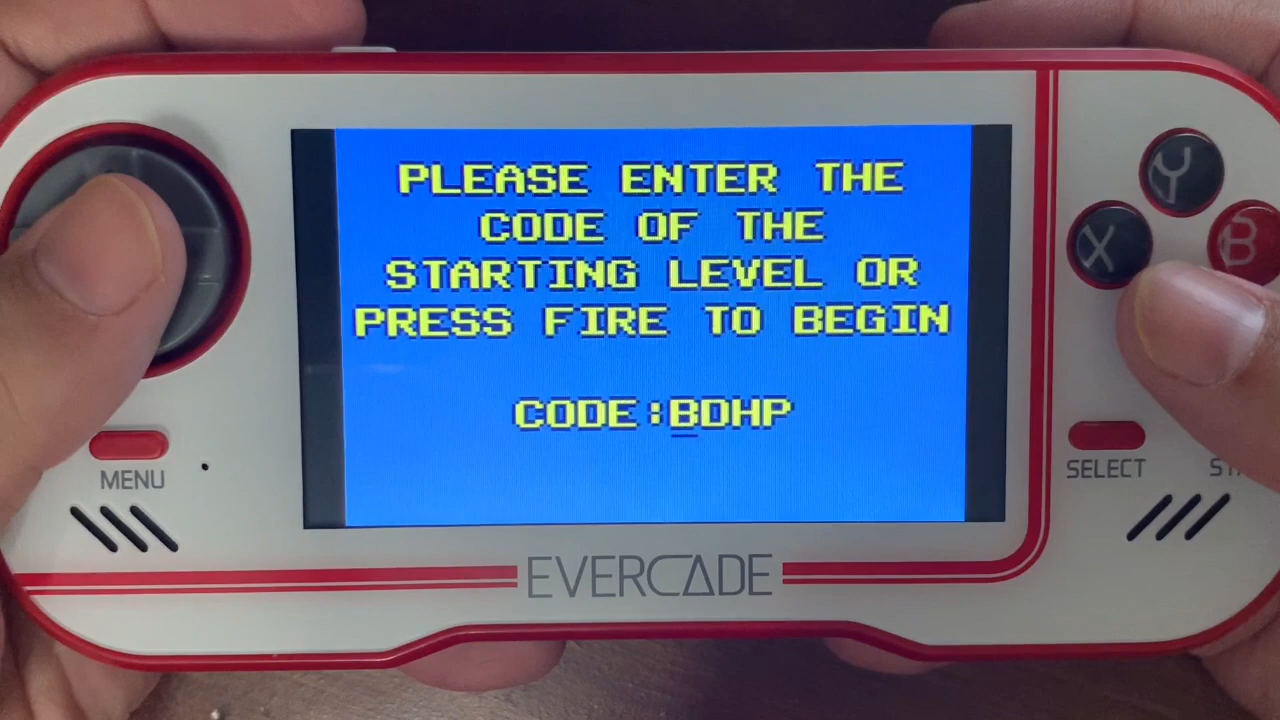 PLEASE ENTER THE
CODE OF THE
STARTING LEVEL OR
PRESS FIRE TO BEGIN
CODE:BDHP
Y
X
B
MENU
SELECT
EVERCADE